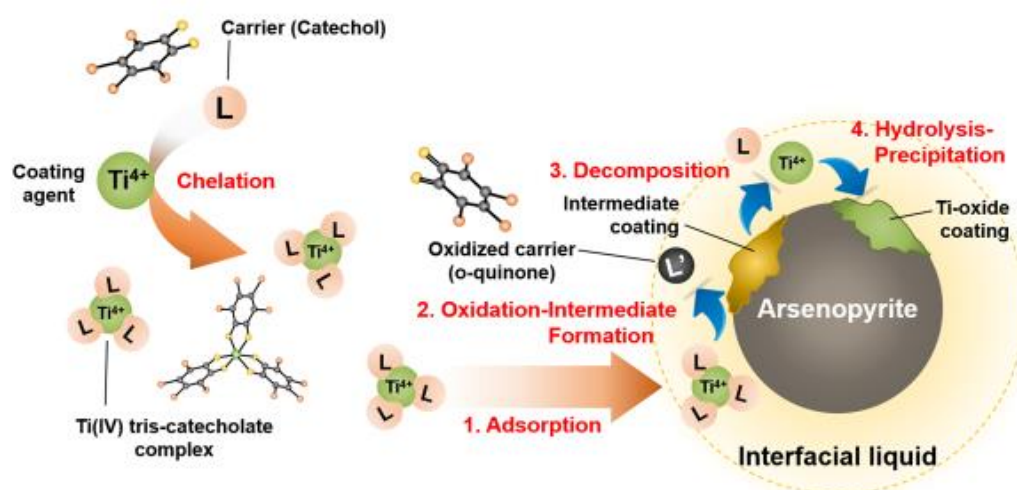 Carrier (Catechol)
L
Coating
agent
Ti⁴⁺
Chelation
L
L
L
Ti⁴⁺
L
L
L
Ti⁴⁺
Ti(IV) tris-catecholate
complex
L
L
L
Ti⁴⁺
1. Adsorption
2. Oxidation-Intermediate
Formation
Oxidized carrier
(o-quinone)
L'
3. Decomposition
Intermediate
coating
L
Ti⁴⁺
4. Hydrolysis-
Precipitation
Ti-oxide
coating
Arsenopyrite
L
L
L
Ti⁴⁺
Interfacial liquid